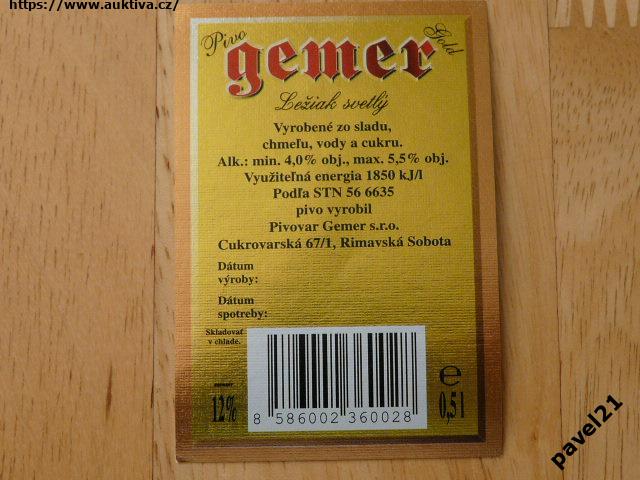 https://www.auktiva.cz/
Pivo gemer Gold
Ležiak svetlý
Vyrobené zo sladu,
chmeľu, vody a cukru.
Alk.: min. 4,0% obj., max. 5,5% obj.
Využiteľná energia 1850 kJ/l
Podľa STN 56 6635
pivo vyrobil
Pivovar Gemer s.r.o.
Cukrovarská 67/1, Rimavská Sobota
Dátum
výroby:
Dátum
spotreby:
Skladovať
v chlade.
12%
8 586002 360028
e
0,5 l
pavel21